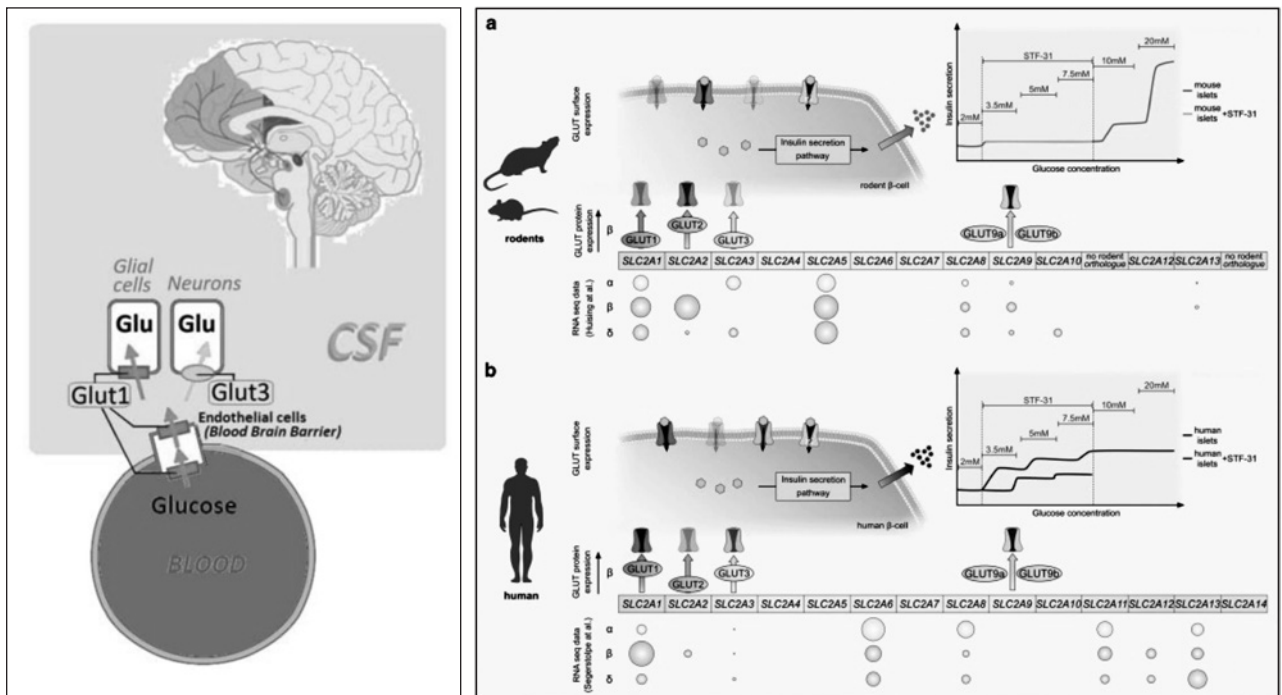 Glial
cells
Neurons
Glu
Glu
CSF
Glut1
Glut3
Endothelial cells
(Blood Brain Barrier)
Glucose
BLOOD
a
GLUT surface
expression
Insulin secretion
pathway
rodent β-cell
rodents
GLUT protein
expression
β
GLUT1
GLUT2
GLUT3
GLUT9a
GLUT9b
SLC2A1 SLC2A2 SLC2A3 SLC2A4 SLC2A5 SLC2A6 SLC2A7 SLC2A8 SLC2A9 SLC2A10 no rodent orthologue SLC2A12 SLC2A13 no rodent orthologue
RNA seq data
(Huising at al.)
α
β
δ
Insulin secretion
2mM
3.5mM
5mM
7.5mM
STF-31
10mM
20mM
Glucose concentration
mouse
islets
mouse
islets +STF-31
b
GLUT surface
expression
Insulin secretion
pathway
human β-cell
human
GLUT protein
expression
β
GLUT1
GLUT2
GLUT3
GLUT9a
GLUT9b
SLC2A1 SLC2A2 SLC2A3 SLC2A4 SLC2A5 SLC2A6 SLC2A7 SLC2A8 SLC2A9 SLC2A10 SLC2A11 SLC2A12 SLC2A13 SLC2A14
RNA seq data
(Segerstolpe at al.)
α
β
δ
Insulin secretion
2mM
3.5mM
5mM
7.5mM
STF-31
10mM
20mM
Glucose concentration
human
islets
human
islets +STF-31